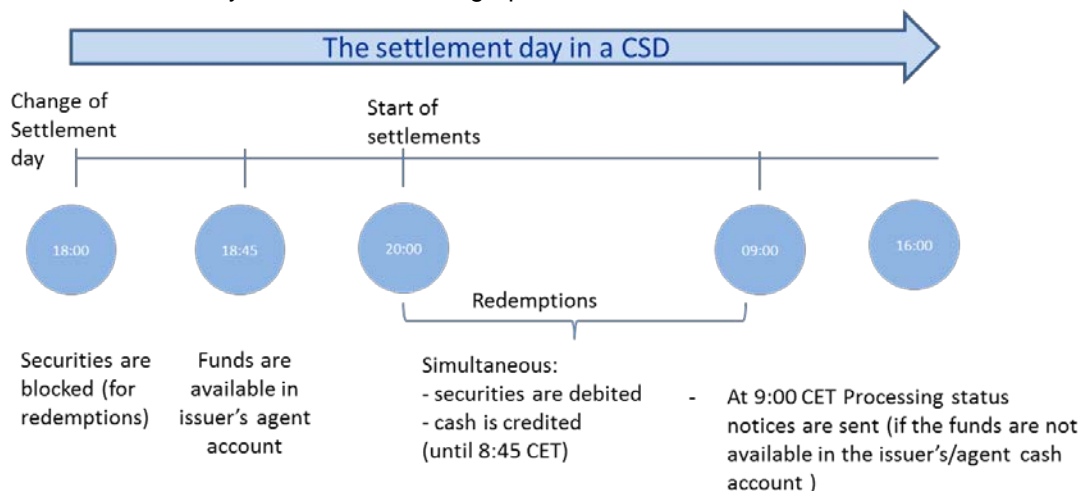 The settlement day in a CSD
Change of
Settlement
day
Start of
settlements
18:00
18:45
20:00
09:00
16:00
Redemptions
Securities are
blocked (for
redemptions)
Funds are
available in
issuer's agent
account
Simultaneous:
- securities are debited
- cash is credited
(until 8:45 CET)
- At 9:00 CET Processing status
notices are sent (if the funds are not
available in the issuer's/agent cash
account )